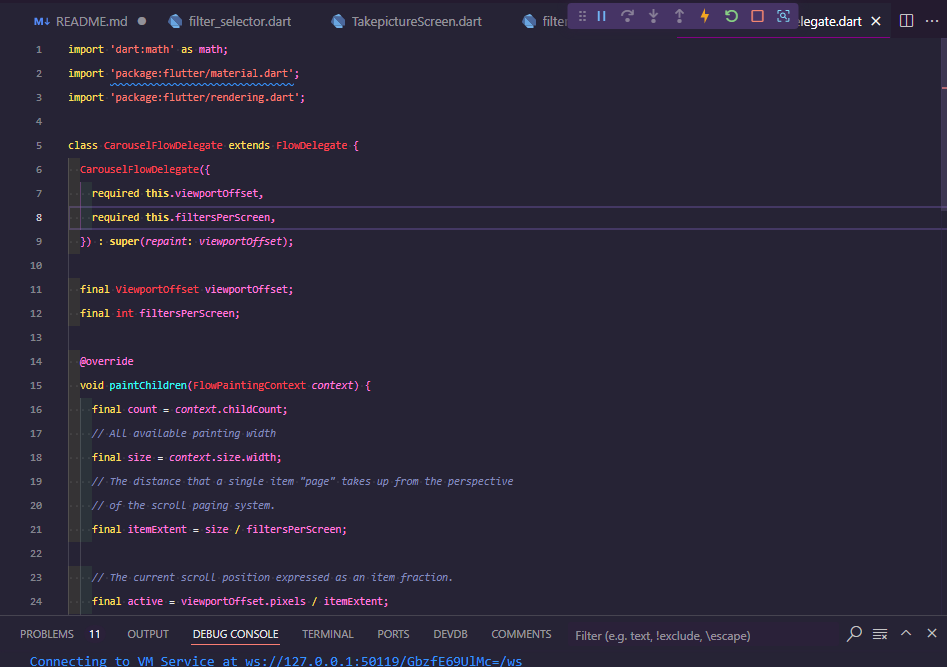 README.md
filter_selector.dart
TakepictureScreen.dart
elegate.dart
1 import 'dart:math' as math;
2 import 'package:flutter/material.dart';
3 import 'package:flutter/rendering.dart';
4
5 class CarouselFlowDelegate extends FlowDelegate {
6 CarouselFlowDelegate({
7 required this.viewportOffset,
8 required this.filtersPerScreen,
9 }) : super(repaint: viewportOffset);
10
11 final ViewportOffset viewportOffset;
12 final int filtersPerScreen;
13
14 @override
15 void paintChildren(FlowPaintingContext context) {
16 final count = context.childCount;
17 // All available painting width
18 final size = context.size.width;
19 // The distance that a single item "page" takes up from the perspective
20 // of the scroll paging system.
21 final itemExtent = size / filtersPerScreen;
22
23 // The current scroll position expressed as an item fraction.
24 final active = viewportOffset.pixels / itemExtent;
PROBLEMS 11 OUTPUT DEBUG CONSOLE TERMINAL PORTS DEVDB COMMENTS Filter (e.g. text, !exclude, \escape)
Connecting to VM Service at ws://127.0.0.1:50119/GbzfE69UlMc=/ws